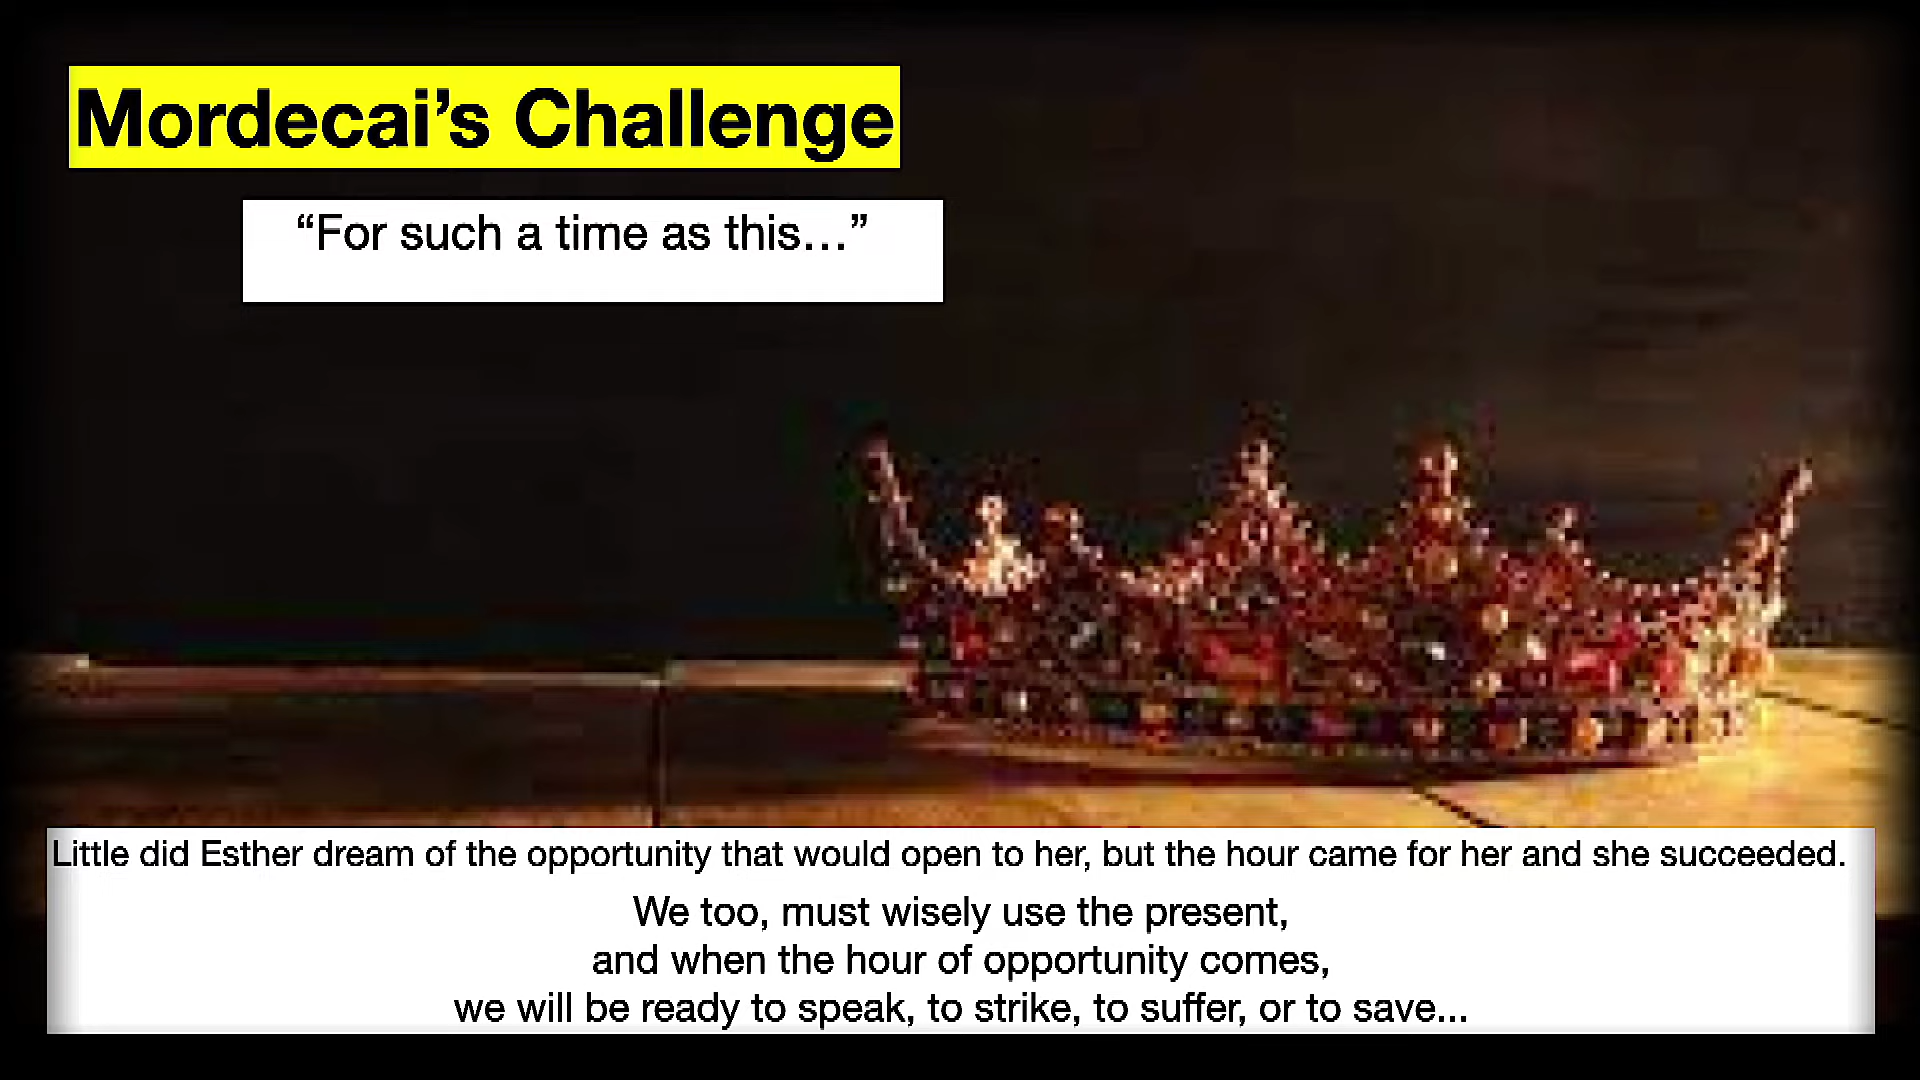 Mordecai’s Challenge
“For such a time as this…”
Little did Esther dream of the opportunity that would open to her, but the hour came for her and she succeeded.
We too, must wisely use the present,
and when the hour of opportunity comes,
we will be ready to speak, to strike, to suffer, or to save...